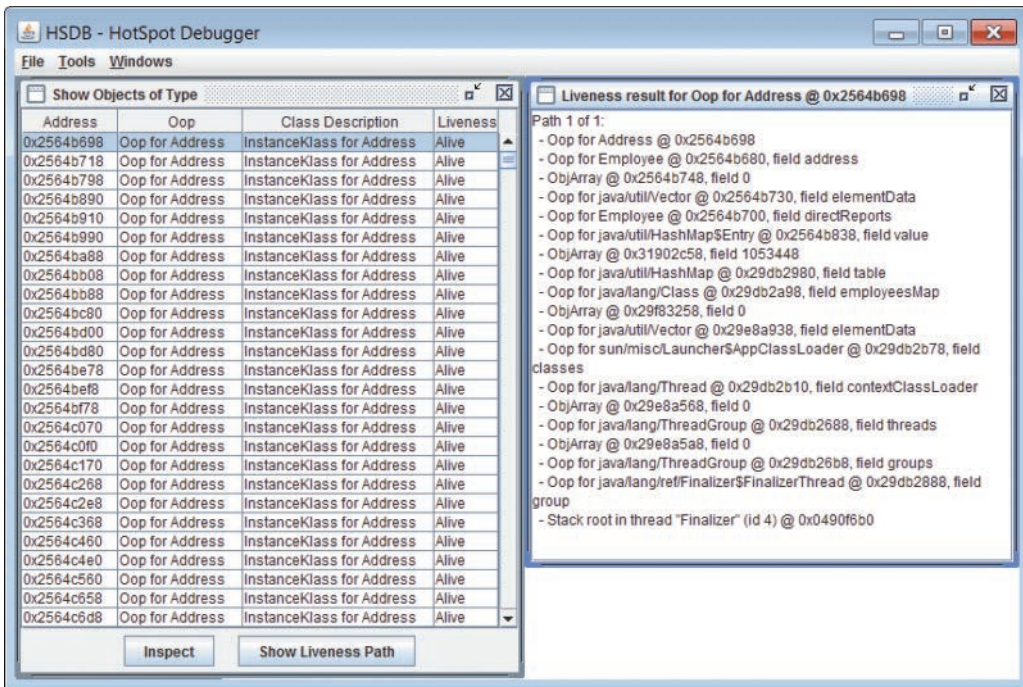 HSDB - HotSpot Debugger
File Tools Windows
Show Objects of Type
Address Oop Class Description Liveness
0x2564b698 Oop for Address InstanceKlass for Address Alive
0x2564b718 Oop for Address InstanceKlass for Address Alive
0x2564b798 Oop for Address InstanceKlass for Address Alive
0x2564b890 Oop for Address InstanceKlass for Address Alive
0x2564b910 Oop for Address InstanceKlass for Address Alive
0x2564b990 Oop for Address InstanceKlass for Address Alive
0x2564ba88 Oop for Address InstanceKlass for Address Alive
0x2564bb08 Oop for Address InstanceKlass for Address Alive
0x2564bb88 Oop for Address InstanceKlass for Address Alive
0x2564bc80 Oop for Address InstanceKlass for Address Alive
0x2564bd00 Oop for Address InstanceKlass for Address Alive
0x2564bd80 Oop for Address InstanceKlass for Address Alive
0x2564be78 Oop for Address InstanceKlass for Address Alive
0x2564bef8 Oop for Address InstanceKlass for Address Alive
0x2564bf78 Oop for Address InstanceKlass for Address Alive
0x2564c070 Oop for Address InstanceKlass for Address Alive
0x2564c0f0 Oop for Address InstanceKlass for Address Alive
0x2564c170 Oop for Address InstanceKlass for Address Alive
0x2564c268 Oop for Address InstanceKlass for Address Alive
0x2564c2e8 Oop for Address InstanceKlass for Address Alive
0x2564c368 Oop for Address InstanceKlass for Address Alive
0x2564c460 Oop for Address InstanceKlass for Address Alive
0x2564c4e0 Oop for Address InstanceKlass for Address Alive
0x2564c560 Oop for Address InstanceKlass for Address Alive
0x2564c658 Oop for Address InstanceKlass for Address Alive
0x2564c6d8 Oop for Address InstanceKlass for Address Alive
Inspect Show Liveness Path
Liveness result for Oop for Address @ 0x2564b698
Path 1 of 1:
- Oop for Address @ 0x2564b698
- Oop for Employee @ 0x2564b680, field address
- ObjArray @ 0x2564b748, field 0
- Oop for java/util/Vector @ 0x2564b730, field elementData
- Oop for Employee @ 0x2564b700, field directReports
- Oop for java/util/HashMap$Entry @ 0x2564b838, field value
- ObjArray @ 0x31902c58, field 1053448
- Oop for java/util/HashMap @ 0x29db2980, field table
- Oop for java/lang/Class @ 0x29db2a98, field employeesMap
- ObjArray @ 0x29f83258, field 0
- Oop for java/util/Vector @ 0x29e8a938, field elementData
- Oop for sun/misc/Launcher$AppClassLoader @ 0x29db2b78, field
classes
- Oop for java/lang/Thread @ 0x29db2b10, field contextClassLoader
- ObjArray @ 0x29e8a568, field 0
- Oop for java/lang/ThreadGroup @ 0x29db2688, field threads
- ObjArray @ 0x29e8a5a8, field 0
- Oop for java/lang/ThreadGroup @ 0x29db26b8, field groups
- Oop for java/lang/ref/Finalizer$FinalizerThread @ 0x29db2888, field
group
- Stack root in thread "Finalizer" (id 4) @ 0x0490f6b0